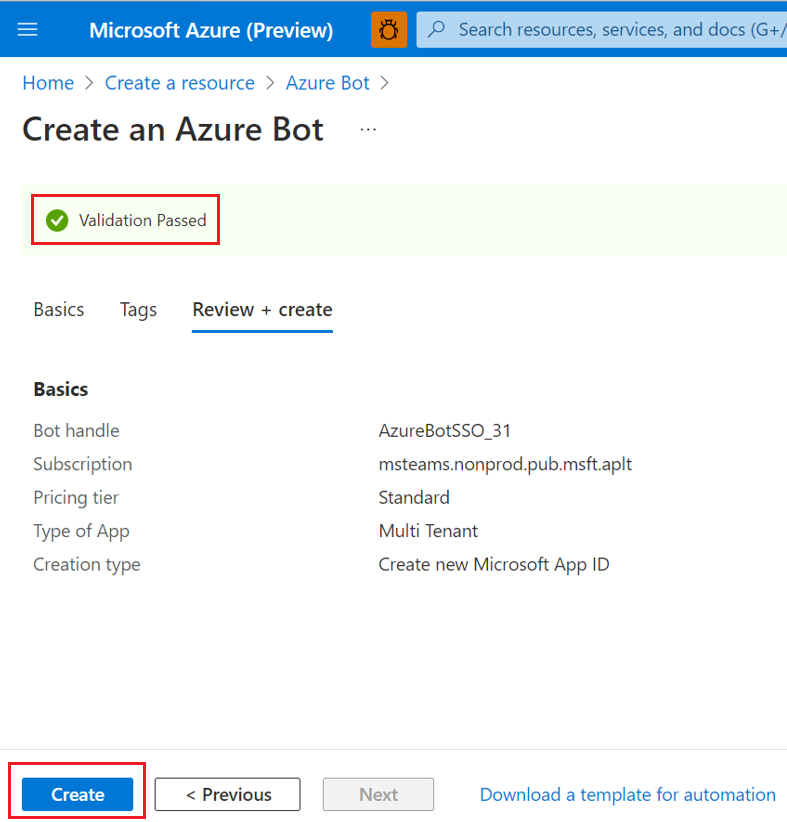 Microsoft Azure (Preview) Search resources, services, and docs (G+/
Home > Create a resource > Azure Bot >
Create an Azure Bot ...
Validation Passed
Basics Tags Review + create
Basics
Bot handle AzureBotSSO_31
Subscription msteams.nonprod.pub.msft.aplt
Pricing tier Standard
Type of App Multi Tenant
Creation type Create new Microsoft App ID
Create < Previous Next Download a template for automation